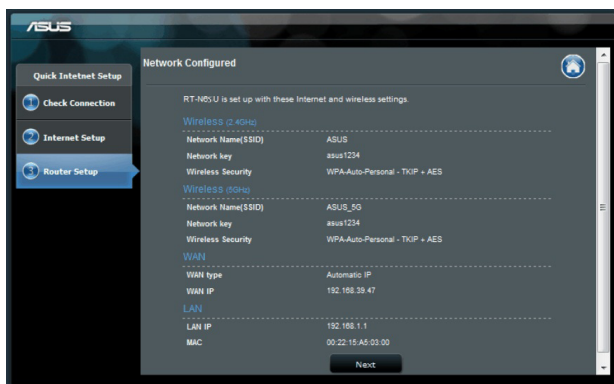 ASUS
Quick Intetnet Setup
1 Check Connection
2 Internet Setup
3 Router Setup
Network Configured
RT-N65U is set up with these Internet and wireless settings.
Wireless (2.4GHz)
Network Name(SSID) ASUS
Network key asus1234
Wireless Security WPA-Auto-Personal - TKIP + AES
Wireless (5GHz)
Network Name(SSID) ASUS_5G
Network key asus1234
Wireless Security WPA-Auto-Personal - TKIP + AES
WAN
WAN type Automatic IP
WAN IP 192.168.39.47
LAN
LAN IP 192.168.1.1
MAC 00:22:15:A5:03:00
Next